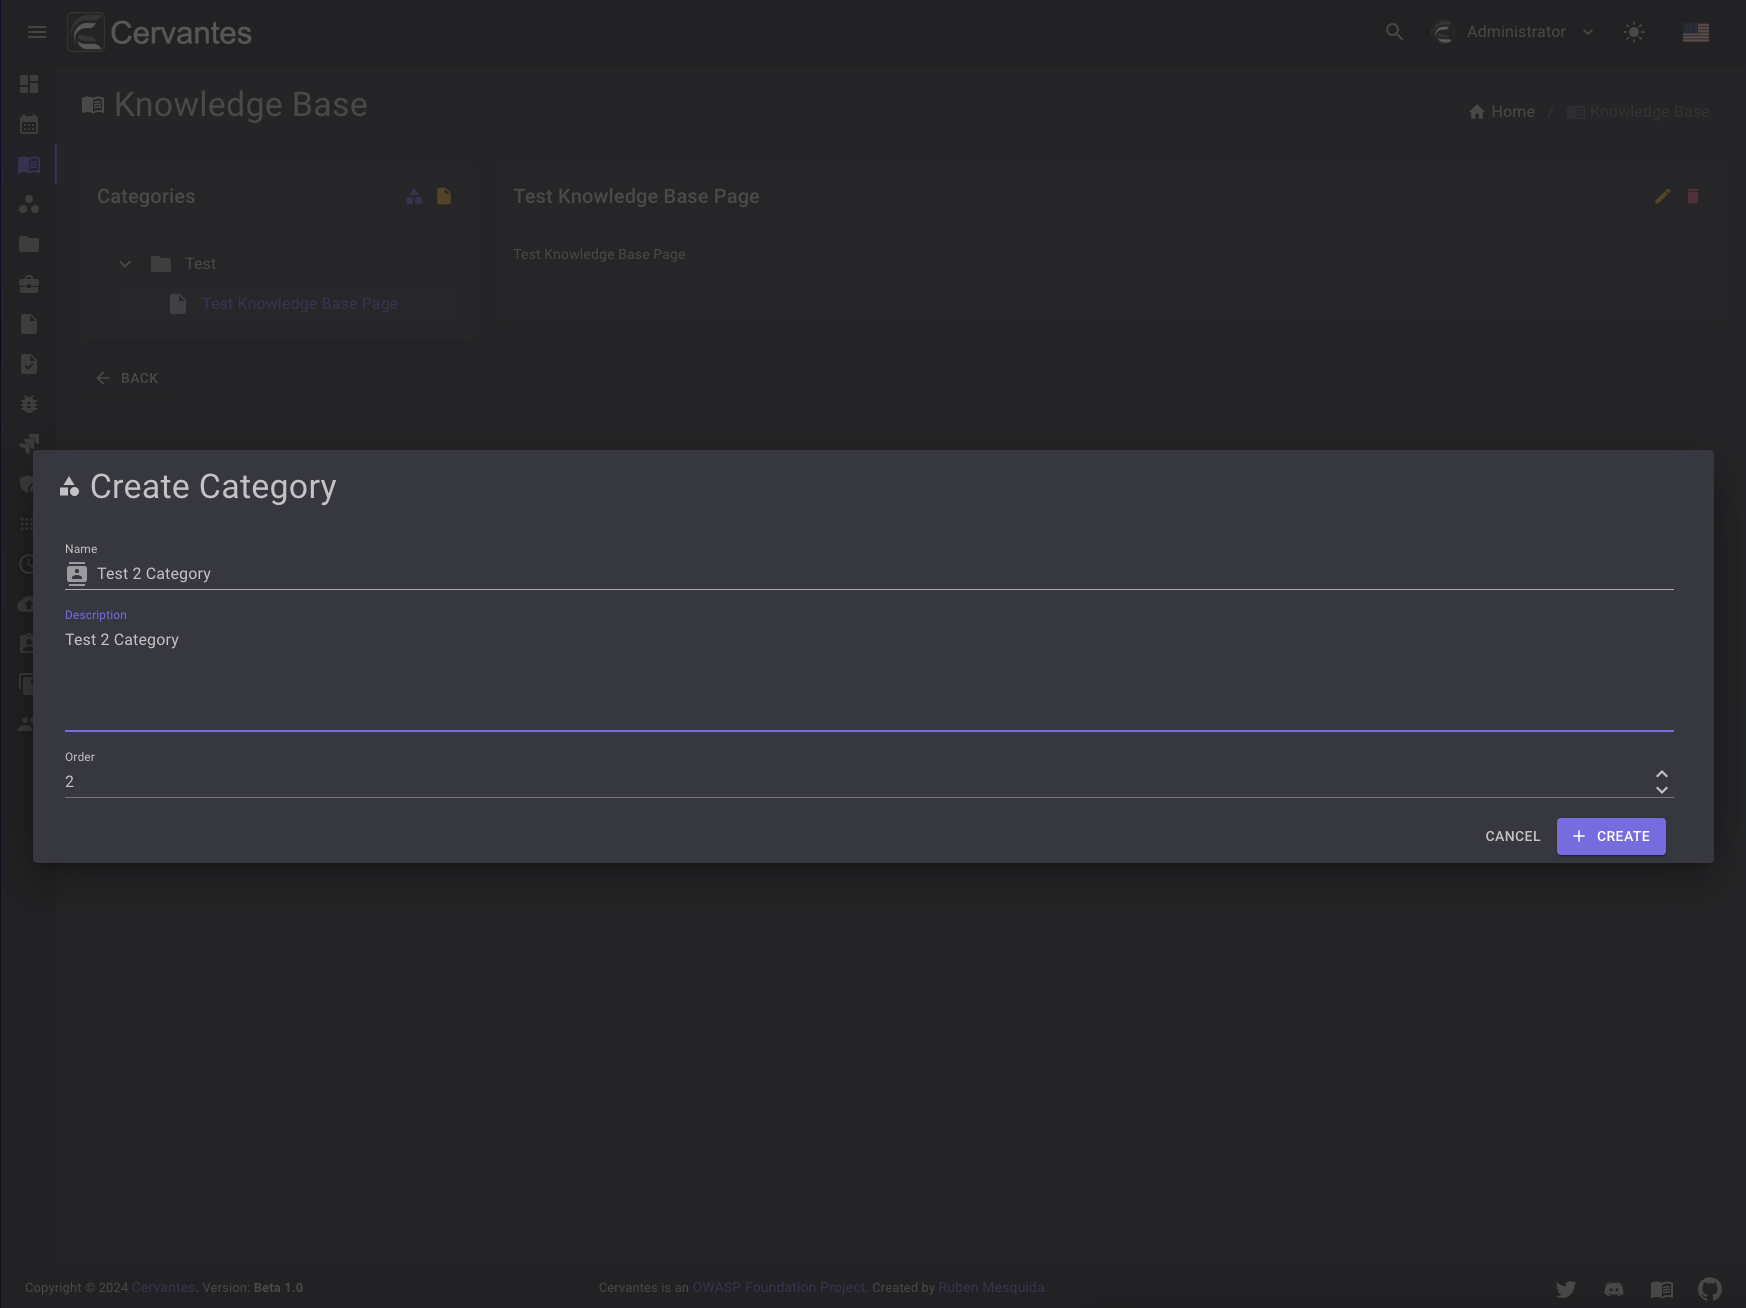 Cervantes
Administrator
Knowledge Base
Home / Knowledge Base
Categories
Test Knowledge Base Page
Test Knowledge Base Page
Test
Test Knowledge Base Page
BACK
Create Category
Name
Test 2 Category
Description
Test 2 Category
Order
2
CANCEL
CREATE
Copyright © 2024 Cervantes. Version: Beta 1.0
Cervantes is an OWASP Foundation Project. Created by Ruben Mesquida